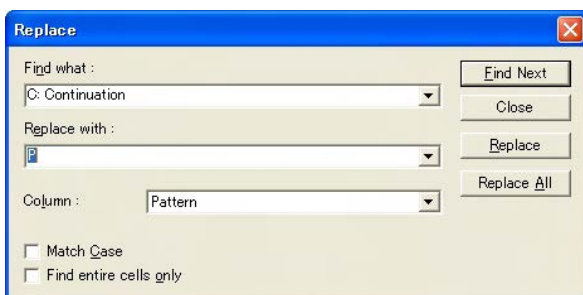 Replace
Find what :
C: Continuation
Replace with :
P
Column :
Pattern
Match Case
Find entire cells only
Find Next
Close
Replace
Replace All